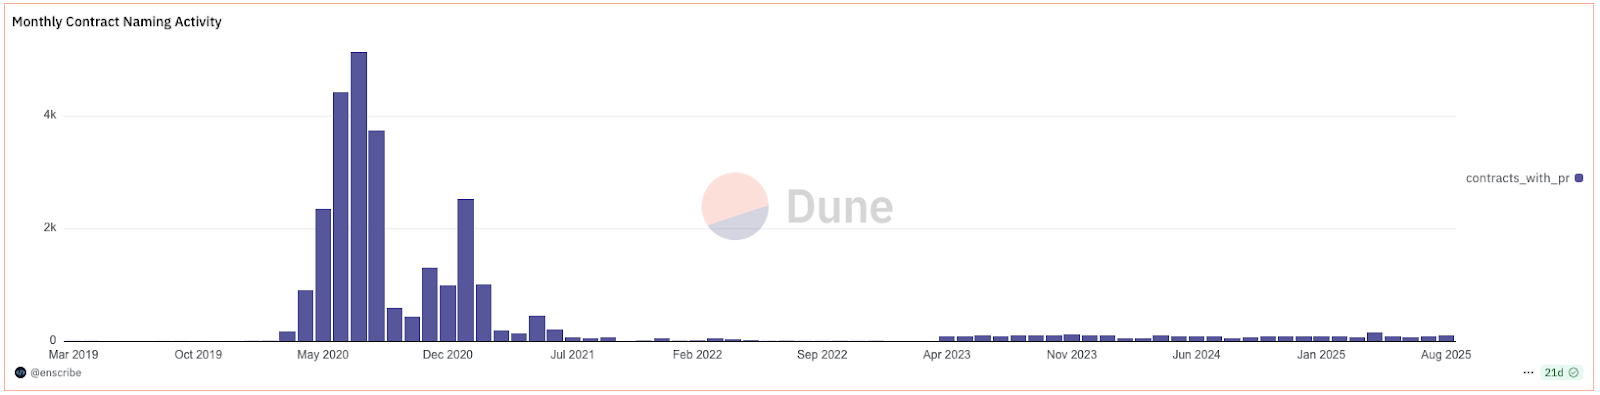 Monthly Contract Naming Activity
4k
2k
0
Dune
contracts_with_pr
Mar 2019 Oct 2019 May 2020 Dec 2020 Jul 2021 Feb 2022 Sep 2022 Apr 2023 Nov 2023 Jun 2024 Jan 2025 Aug 2025
@enscribe ··· 21d